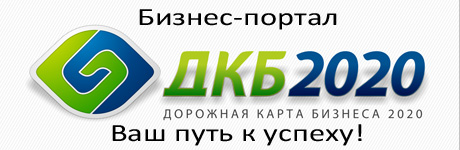 Бизнес-портал
ДКБ2020
ДОРОЖНАЯ КАРТА БИЗНЕСА 2020
Ваш путь к успеху!